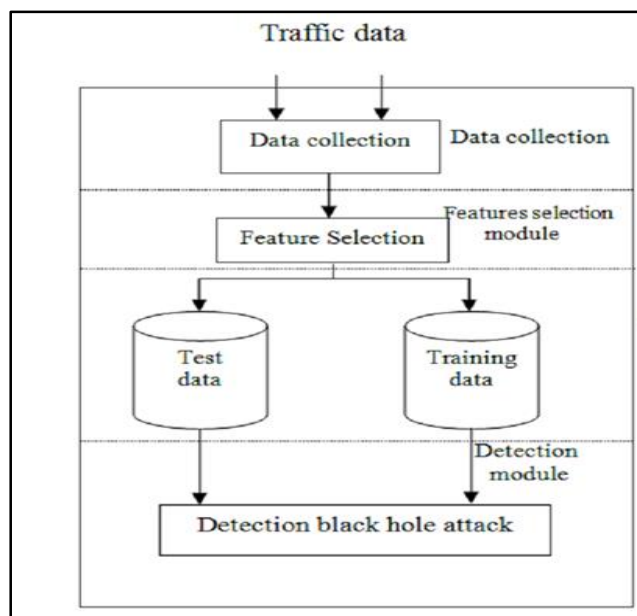 Traffic data
Data collection
Data collection
Features selection
module
Feature Selection
Test
data
Training
data
Detection
module
Detection black hole attack